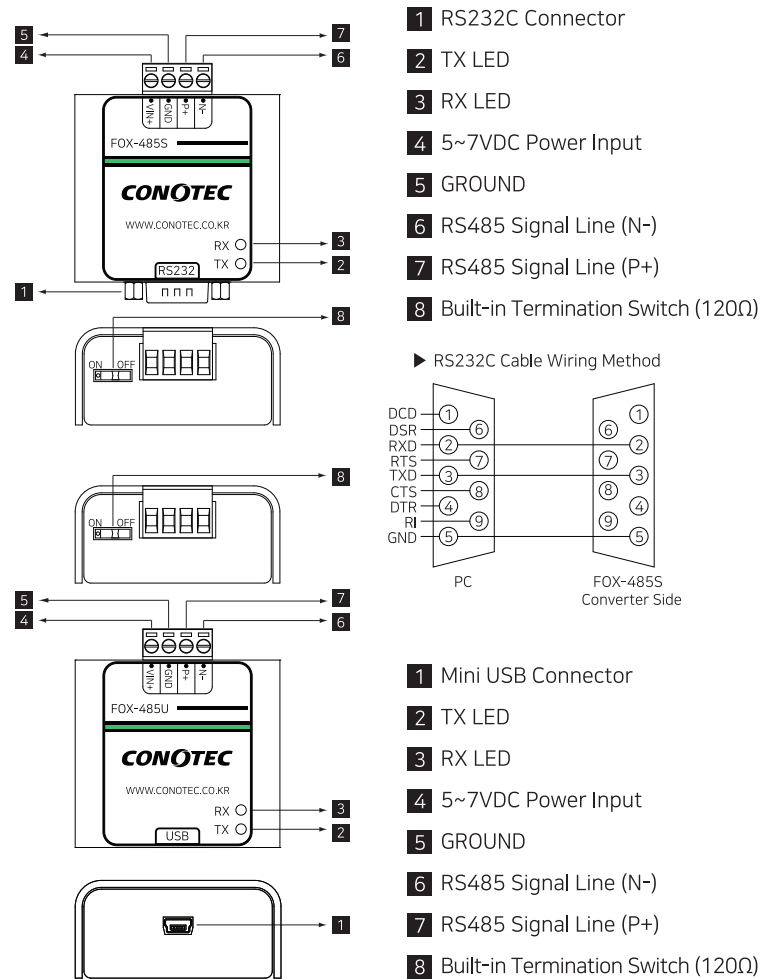 5 7
4 6
VIN+ GND P+ N-
FOX-485S
CONOTEC
WWW.CONOTEC.CO.KR
RX 3
TX 2
RS232
1
8
ON OFF
8
ON OFF
5 7
4 6
VIN+ GND P+ N-
FOX-485U
CONOTEC
WWW.CONOTEC.CO.KR
RX 3
TX 2
USB
1
1 RS232C Connector
2 TX LED
3 RX LED
4 5~7VDC Power Input
5 GROUND
6 RS485 Signal Line (N-)
7 RS485 Signal Line (P+)
8 Built-in Termination Switch (120Ω)
▶ RS232C Cable Wiring Method
DCD 1 1
DSR 6 6
RXD 2 2
RTS 7 7
TXD 3 3
CTS 8 8
DTR 4 4
RI 9 9
GND 5 5
PC FOX-485S
Converter Side
1 Mini USB Connector
2 TX LED
3 RX LED
4 5~7VDC Power Input
5 GROUND
6 RS485 Signal Line (N-)
7 RS485 Signal Line (P+)
8 Built-in Termination Switch (120Ω)